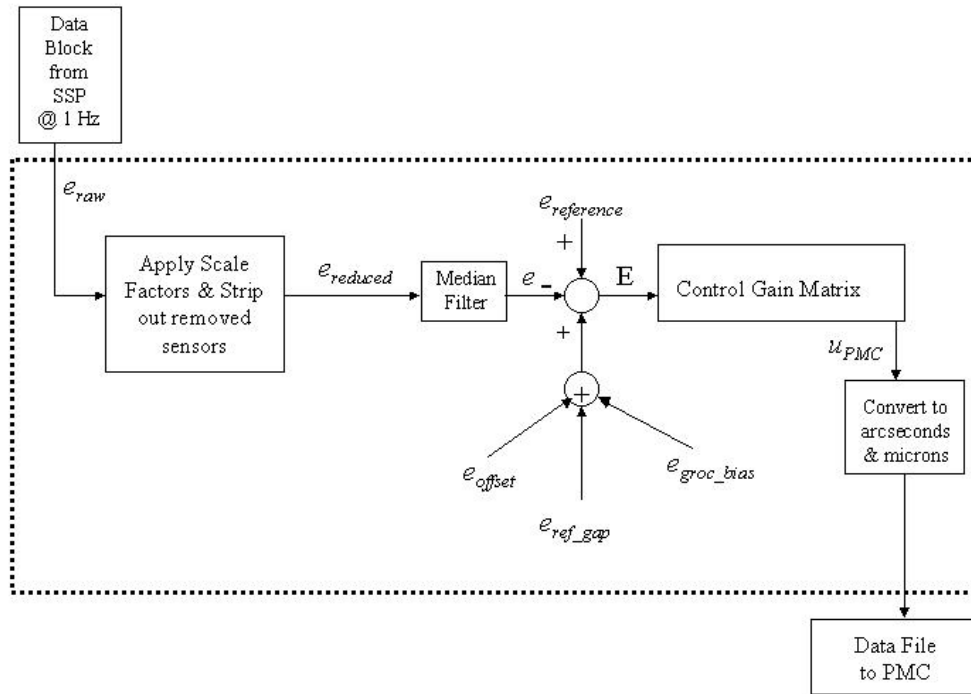 Data
Block
from
SSP
@ 1 Hz
e_raw
e_reference
+
Apply Scale
Factors & Strip
out removed
sensors
e_reduced
Median
Filter
e -
E
Control Gain Matrix
+
u_PMC
+
Convert to
arcseconds
& microns
e_offset
e_groc_bias
e_ref_gap
Data File
to PMC